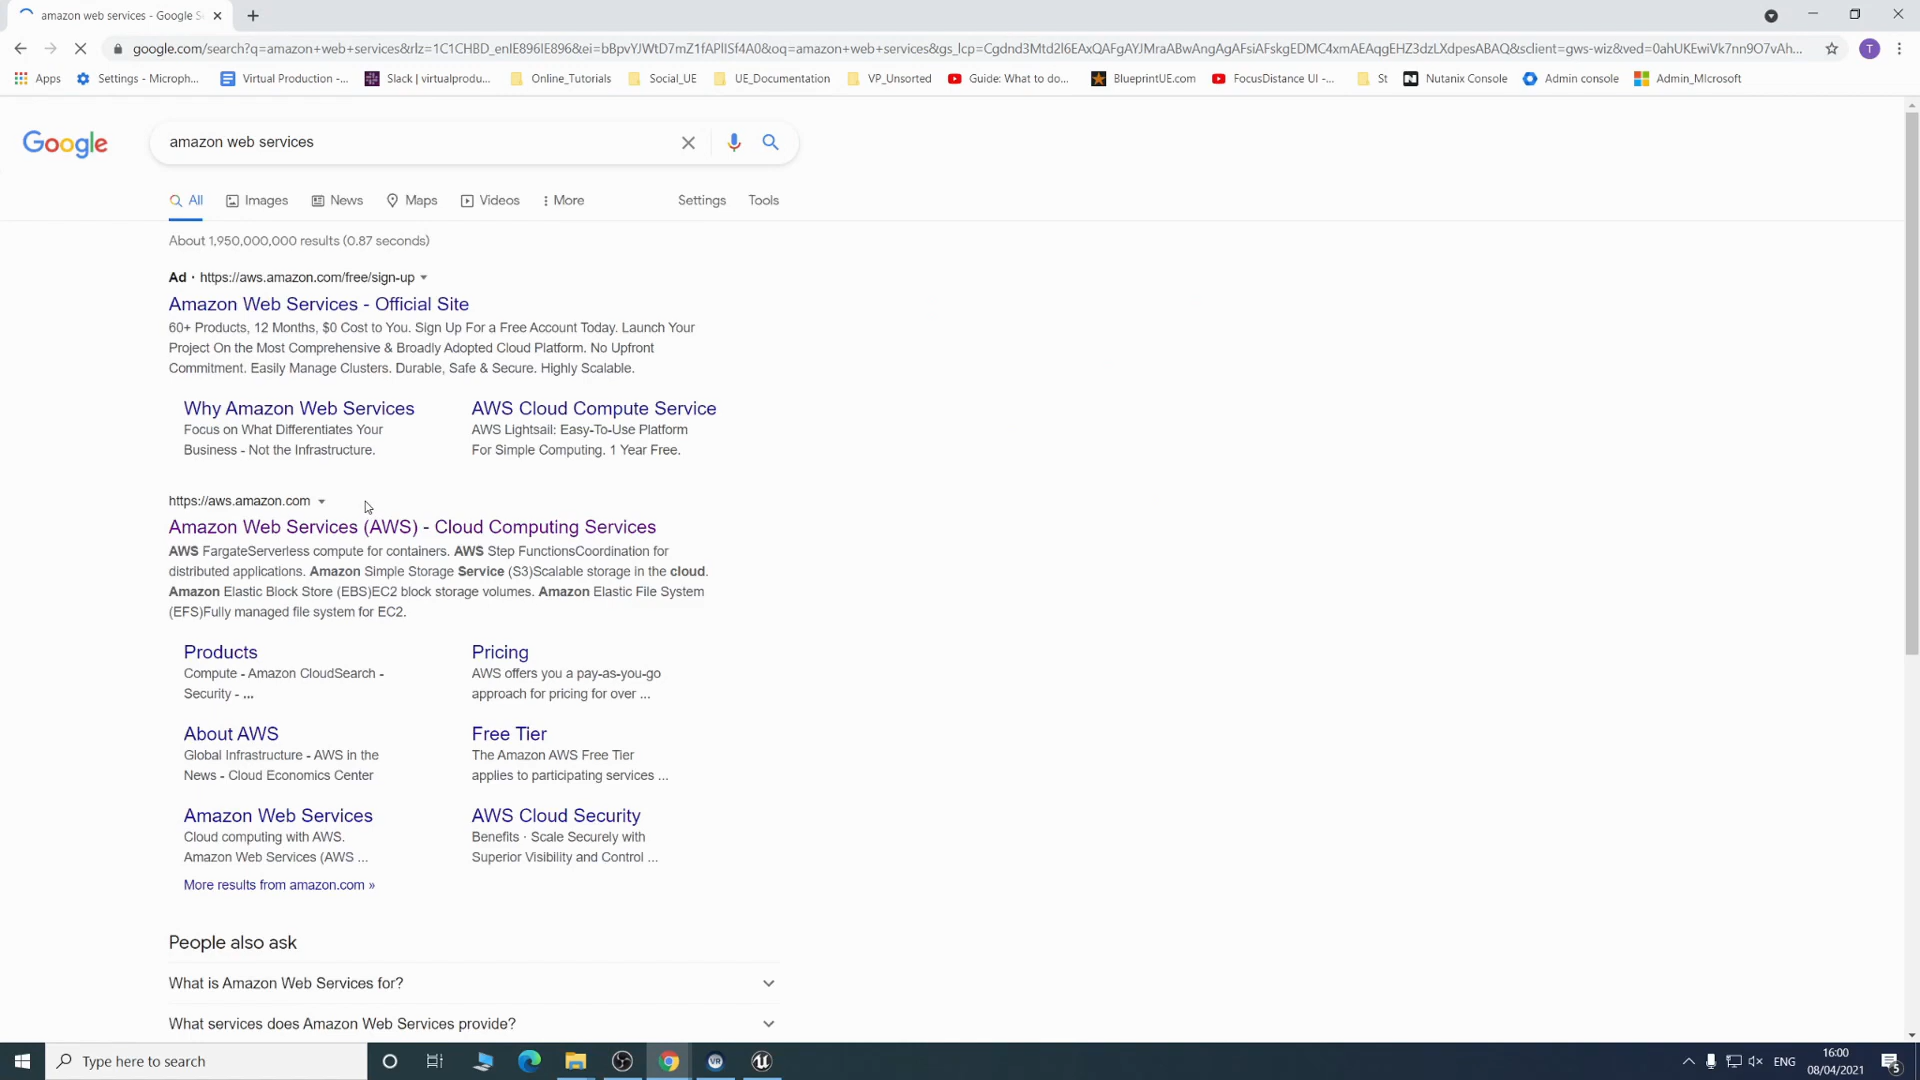 amazon web services - Google S
google.com/search?q=amazon+web+services&rlz=1C1CHBD_enIE896IE896&ei=bBpvYJWtD7mZ1fAPlISf4A0&oq=amazon+web+services&gs_lcp=Cgdnd3Mtd2l6EAxQAFgAYJMraABwAngAgAFsiAFskgEDMC4xmAEAqgEHZ3dzLXdpesABAQ&sclient=gws-wiz&ved=0ahUKEwiVk7nn9O7vAh...
Apps Settings - Microph... Virtual Production -... Slack | virtualprodu... Online_Tutorials Social_UE UE_Documentation VP_Unsorted Guide: What to do... BlueprintUE.com FocusDistance UI -... St Nutanix Console Admin console Admin_MIcrosoft
T
Google
amazon web services
All Images News Maps Videos More Settings Tools
About 1,950,000,000 results (0.87 seconds)
Ad · https://aws.amazon.com/free/sign-up
Amazon Web Services - Official Site
60+ Products, 12 Months, $0 Cost to You. Sign Up For a Free Account Today. Launch Your
Project On the Most Comprehensive & Broadly Adopted Cloud Platform. No Upfront
Commitment. Easily Manage Clusters. Durable, Safe & Secure. Highly Scalable.
Why Amazon Web Services
Focus on What Differentiates Your
Business - Not the Infrastructure.
AWS Cloud Compute Service
AWS Lightsail: Easy-To-Use Platform
For Simple Computing. 1 Year Free.
https://aws.amazon.com
Amazon Web Services (AWS) - Cloud Computing Services
AWS FargateServerless compute for containers. AWS Step FunctionsCoordination for
distributed applications. Amazon Simple Storage Service (S3)Scalable storage in the cloud.
Amazon Elastic Block Store (EBS)EC2 block storage volumes. Amazon Elastic File System
(EFS)Fully managed file system for EC2.
Products
Compute - Amazon CloudSearch -
Security - ...
Pricing
AWS offers you a pay-as-you-go
approach for pricing for over ...
About AWS
Global Infrastructure - AWS in the
News - Cloud Economics Center
Free Tier
The Amazon AWS Free Tier
applies to participating services ...
Amazon Web Services
Cloud computing with AWS.
Amazon Web Services (AWS ...
AWS Cloud Security
Benefits · Scale Securely with
Superior Visibility and Control ...
More results from amazon.com »
People also ask
What is Amazon Web Services for?
What services does Amazon Web Services provide?
Type here to search
VR
ENG
16:00
08/04/2021
5